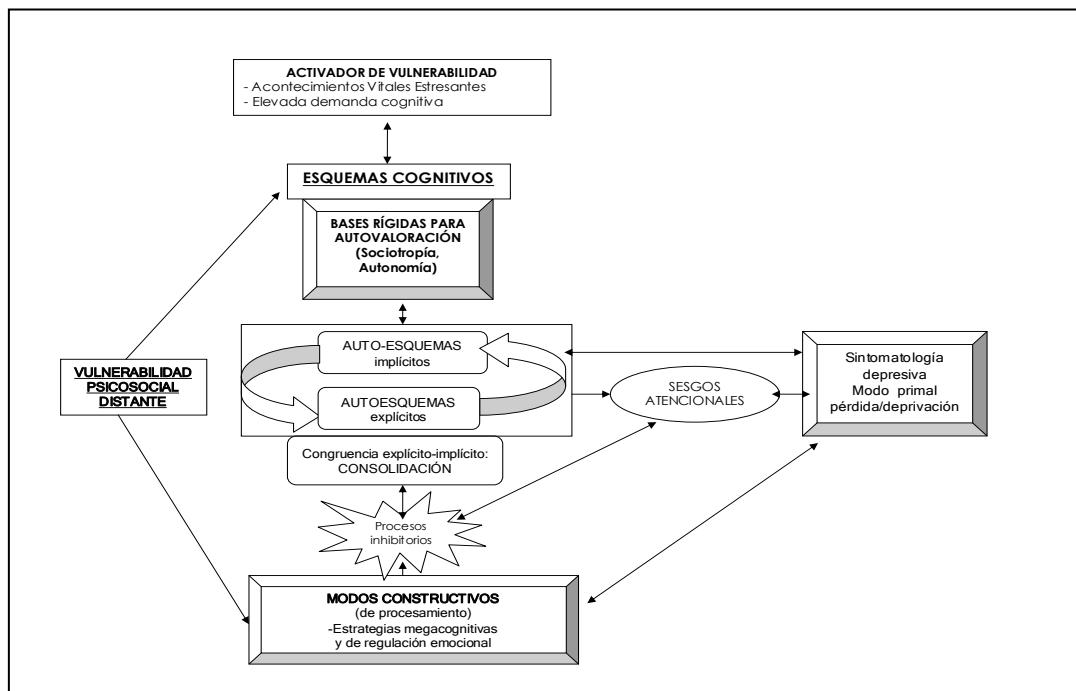 ACTIVADOR DE VULNERABILIDAD
- Acontecimientos Vitales Estresantes
- Elevada demanda cognitiva
ESQUEMAS COGNITIVOS
BASES RÍGIDAS PARA
AUTOVALORACIÓN
(Sociotropía,
Autonomía)
AUTO-ESQUEMAS
implícitos
AUTOESQUEMAS
explícitos
VULNERABILIDAD
PSICOSOCIAL
DISTANTE
SESGOS
ATENCIONALES
Sintomatología
depresiva
Modo primal
pérdida/deprivación
Congruencia explícito-implícito:
CONSOLIDACIÓN
Procesos
inhibitorios
MODOS CONSTRUCTIVOS
(de procesamiento)
-Estrategias megacognitivas
y de regulación emocional